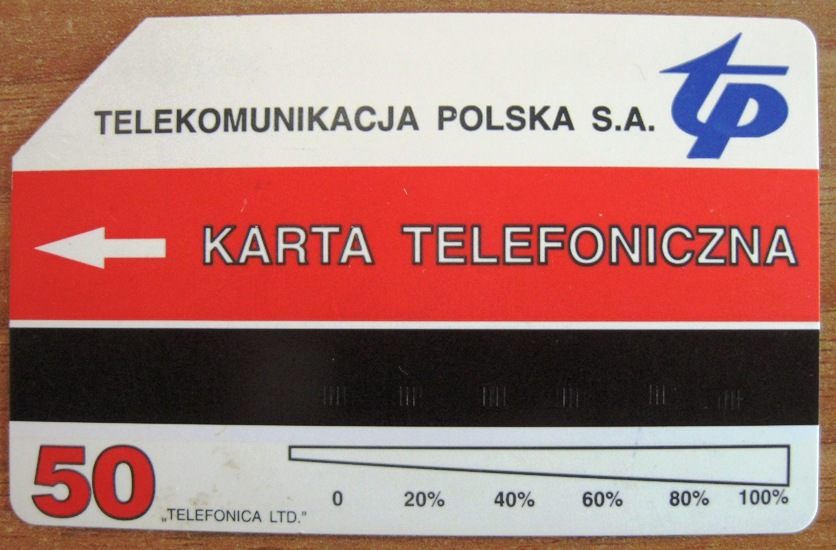 TELEKOMUNIKACJA POLSKA S.A. tp
KARTA TELEFONICZNA
50 „TELEFONICA LTD." 0 20% 40% 60% 80% 100%